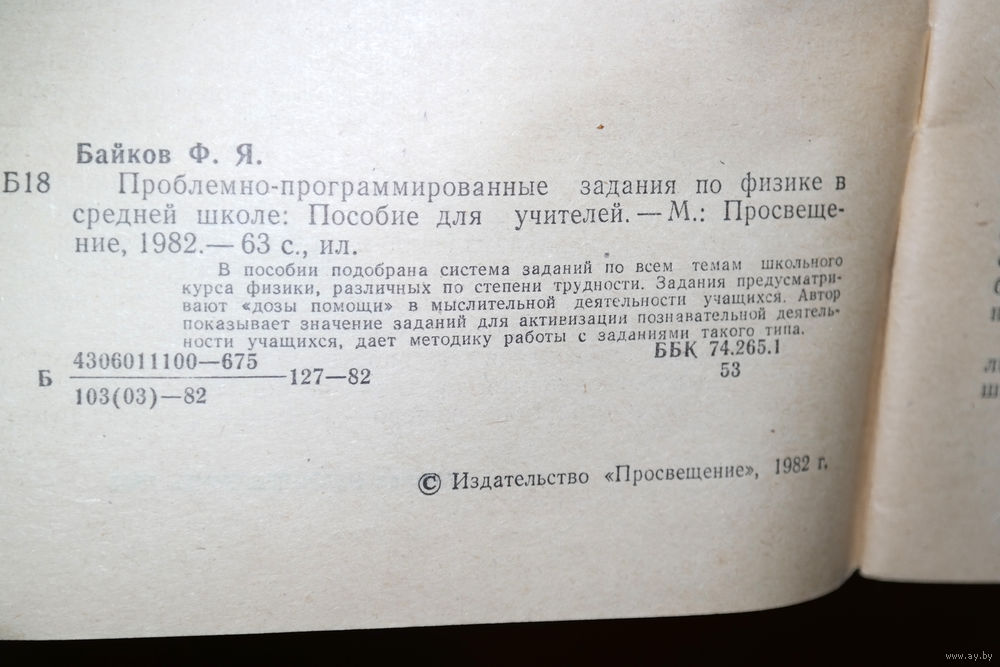 Байков Ф. Я.
Б18 Проблемно-программированные задания по физике в
средней школе: Пособие для учителей. — М.: Просвеще-
ние, 1982.— 63 с., ил.
В пособии подобрана система заданий по всем темам школьного
курса физики, различных по степени трудности. Задания предусматри-
вают «дозы помощи» в мыслительной деятельности учащихся. Автор
показывает значение заданий для активизации познавательной деятель-
ности учащихся, дает методику работы с заданиями такого типа.
Б 4306011100—675 127—82
103(03)—82
ББК 74.265.1
53
© Издательство «Просвещение», 1982 г.
www.ay.by